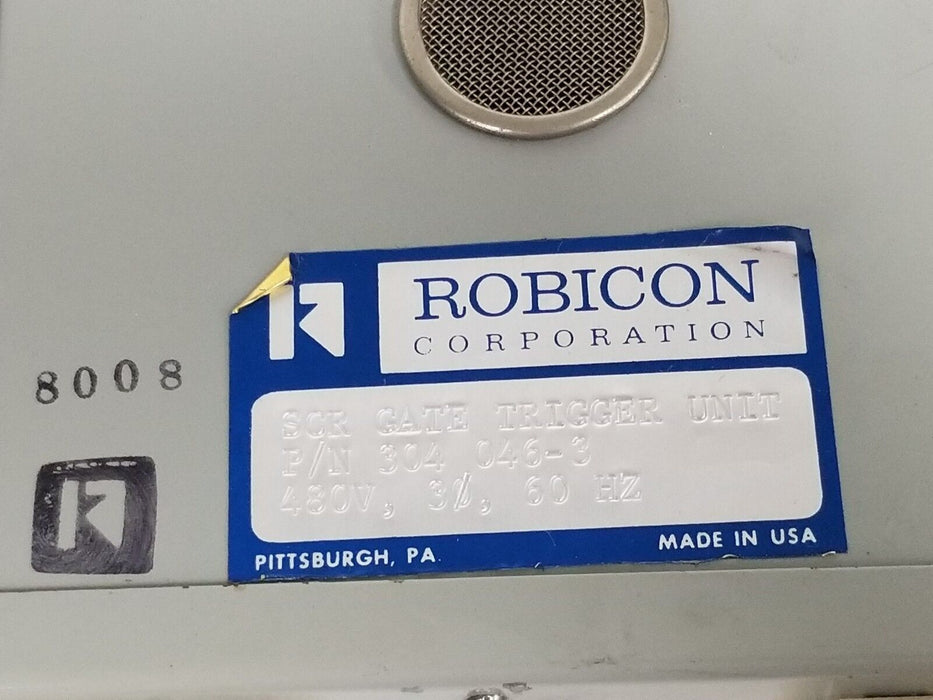 ROBICON
CORPORATION
8008
SCR GATE TRIGGER UNIT
P/N 304 046-3
480V, 3Ø, 60 HZ
PITTSBURGH, PA.
MADE IN USA